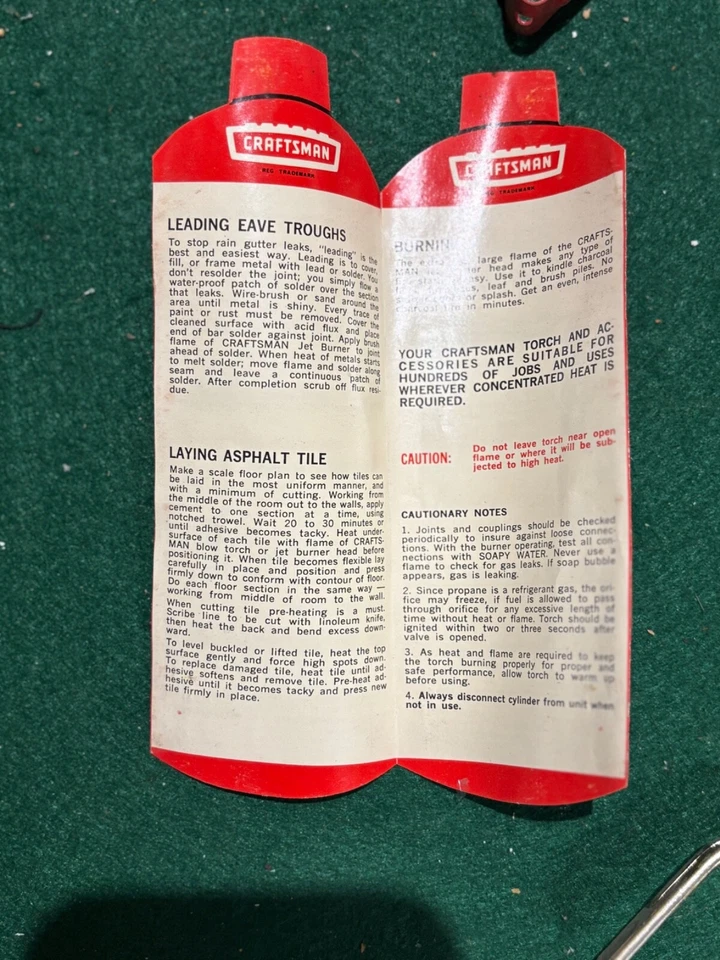 CRAFTSMAN
REG. TRADEMARK
LEADING EAVE TROUGHS
To stop rain gutter leaks, "leading" is the
best and easiest way. Leading is to cover,
fill, or frame metal with lead or solder. You
don't resolder the joint; you simply flow a
water-proof patch of solder over the section
that leaks. Wire-brush or sand around the
area until metal is shiny. Every trace of
paint or rust must be removed. Cover the
cleaned surface with acid flux and place
end of bar solder against joint. Apply brush
flame of CRAFTSMAN Jet Burner to joint
ahead of solder. When heat of metals starts
to melt solder; move flame and solder along
seam and leave a continuous patch of
solder. After completion scrub off flux resi-
due.
LAYING ASPHALT TILE
Make a scale floor plan to see how tiles can
be laid in the most uniform manner, and
with a minimum of cutting. Working from
the middle of the room out to the walls, apply
cement to one section at a time, using
notched trowel. Wait 20 to 30 minutes or
until adhesive becomes tacky. Heat under-
surface of each tile with flame of CRAFTS-
MAN blow torch or jet burner head before
positioning it. When tile becomes flexible lay
carefully in place and position and press
firmly down to conform with contour of floor.
Do each floor section in the same way —
working from middle of room to the wall.
When cutting tile pre-heating is a must.
Scribe line to be cut with linoleum knife,
then heat the back and bend excess down-
ward.
To level buckled or lifted tile, heat the top
surface gently and force high spots down.
To replace damaged tile, heat tile until ad-
hesive softens and remove tile. Pre-heat ad-
hesive until it becomes tacky and press new
tile firmly in place.
CRAFTSMAN
REG. TRADEMARK
large flame of the CRAFTS-
MAN head makes any type of
Use it to kindle charcoal
leaf and brush piles. No
or splash. Get an even, intense
in minutes.
YOUR CRAFTSMAN TORCH AND AC-
CESSORIES ARE SUITABLE FOR
HUNDREDS OF JOBS AND USES
WHEREVER CONCENTRATED HEAT IS
REQUIRED.
CAUTION: Do not leave torch near open
flame or where it will be sub-
jected to high heat.
CAUTIONARY NOTES
1. Joints and couplings should be checked
periodically to insure against loose connec-
tions. With the burner operating, test all con-
nections with SOAPY WATER. Never use a
flame to check for gas leaks. If soap bubble
appears, gas is leaking.
2. Since propane is a refrigerant gas, the ori-
fice may freeze, if fuel is allowed to pass
through orifice for any excessive length of
time without heat or flame. Torch should be
ignited within two or three seconds after
valve is opened.
3. As heat and flame are required to keep
the torch burning properly for proper and
safe performance, allow torch to warm up
before using.
4. Always disconnect cylinder from unit when
not in use.